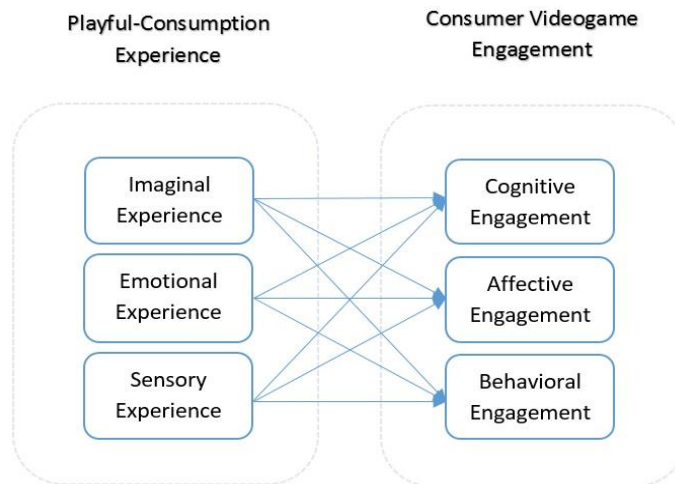 Playful-Consumption
Experience
Consumer Videogame
Engagement
Imaginal
Experience
Cognitive
Engagement
Emotional
Experience
Affective
Engagement
Sensory
Experience
Behavioral
Engagement